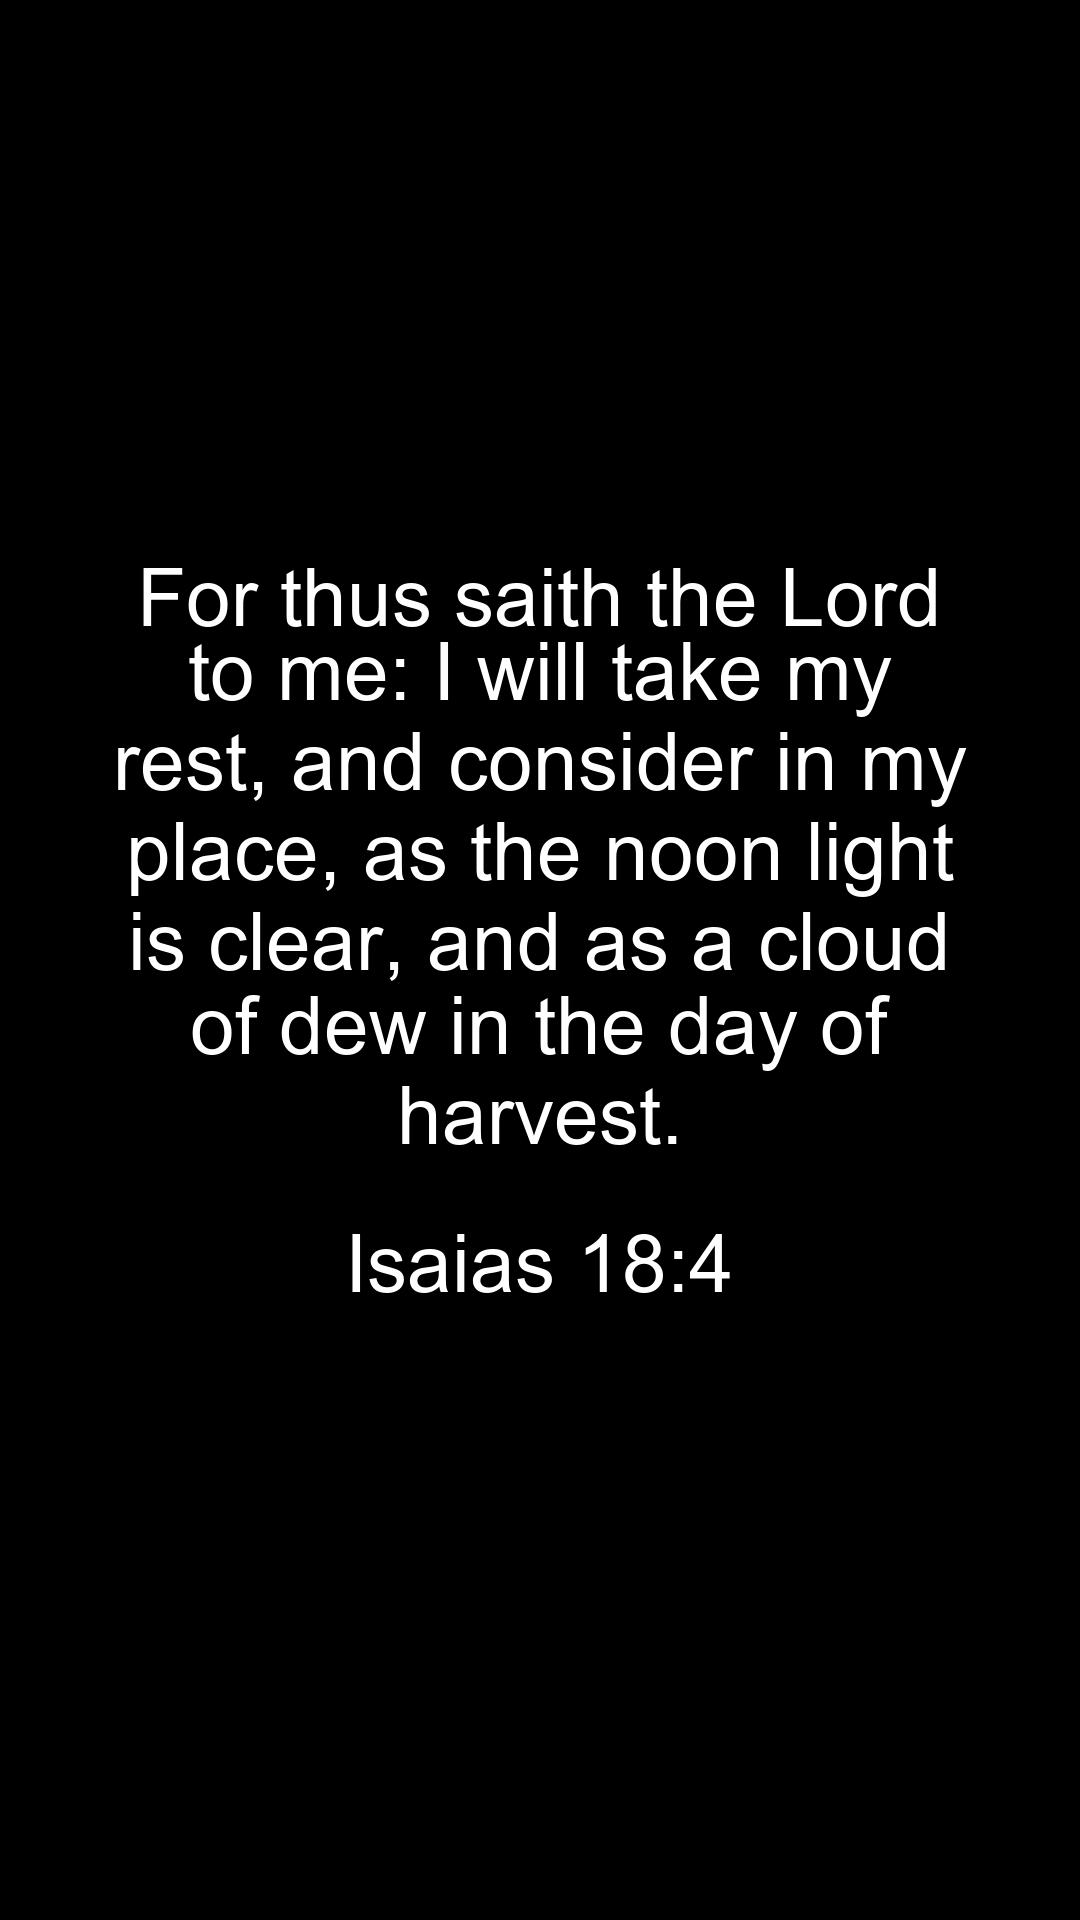 For thus saith the Lord
to me: I will take my
rest, and consider in my
place, as the noon light
is clear, and as a cloud
of dew in the day of
harvest.
Isaias 18:4